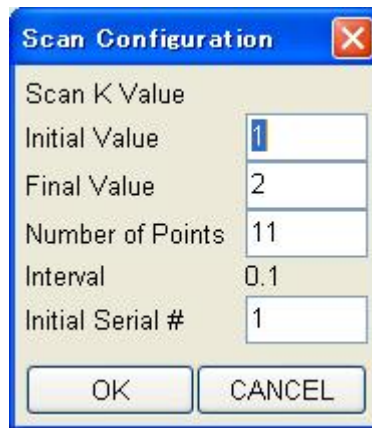 Scan Configuration
Scan K Value
Initial Value 1
Final Value 2
Number of Points 11
Interval 0.1
Initial Serial # 1
OK CANCEL